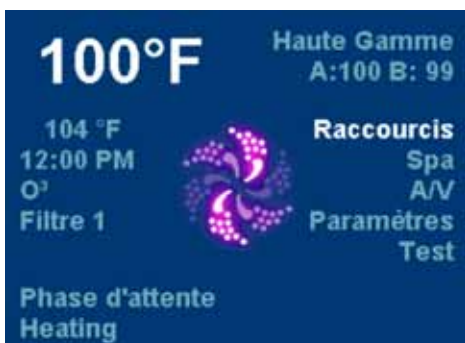 100°F
Haute Gamme
A:100 B: 99
104 °F
12:00 PM
O³
Filtre 1
Raccourcis
Spa
A/V
Paramètres
Test
Phase d'attente
Heating